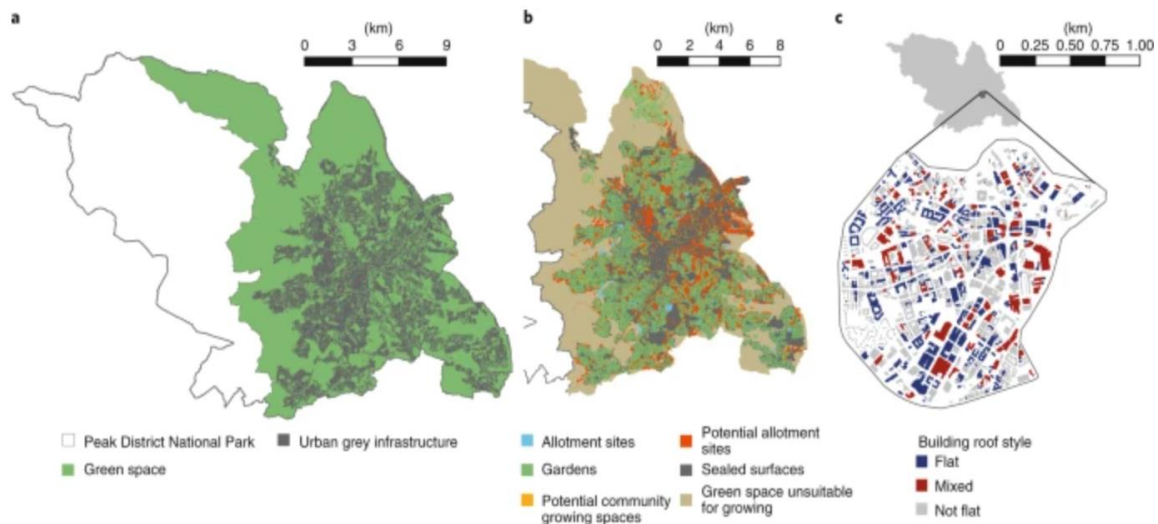 a
(km)
0 3 6 9
b
(km)
0 2 4 6 8
c
(km)
0 0.25 0.50 0.75 1.00
Peak District National Park
Urban grey infrastructure
Green space
Allotment sites
Potential allotment
sites
Gardens
Sealed surfaces
Potential community
growing spaces
Green space unsuitable
for growing
Building roof style
Flat
Mixed
Not flat